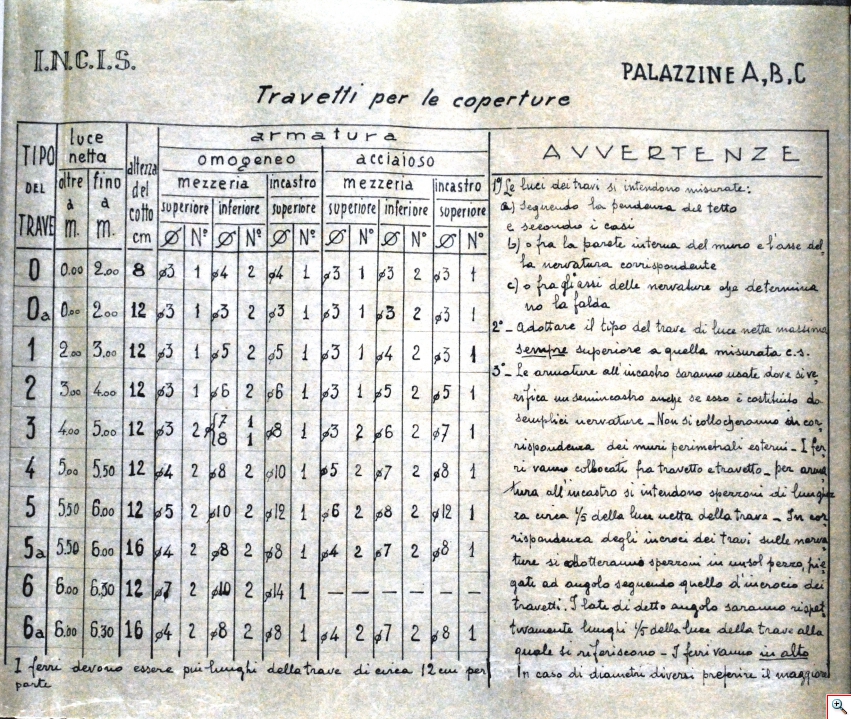 I.N.C.I.S.
PALAZZINE A, B, C
Travetti per le coperture
TIPO DEL TRAVE | luce netta oltre a m. | luce netta fino a m. | altezza del cotto cm | armatura
omogeneo | acciaioso
mezzeria | incastro | mezzeria | incastro
superiore | inferiore | superiore | superiore | inferiore | superiore
Ø | N° | Ø | N° | Ø | N° | Ø | N° | Ø | N° | Ø | N°
0 | 0.00 | 2.00 | 8 | ø3 | 1 | ø4 | 2 | ø4 | 1 | ø3 | 1 | ø3 | 2 | ø3 | 1
0a | 0.00 | 2.00 | 12 | ø3 | 1 | ø3 | 2 | ø3 | 1 | ø3 | 1 | ø3 | 2 | ø3 | 1
1 | 2.00 | 3.00 | 12 | ø3 | 1 | ø5 | 2 | ø5 | 1 | ø3 | 1 | ø4 | 2 | ø3 | 1
2 | 3.00 | 4.00 | 12 | ø3 | 1 | ø6 | 2 | ø6 | 1 | ø3 | 1 | ø5 | 2 | ø5 | 1
3 | 4.00 | 5.00 | 12 | ø3 | 2 | ø{7 8 | 1 1 | ø8 | 1 | ø3 | 2 | ø6 | 2 | ø7 | 1
4 | 5.00 | 5.50 | 12 | ø4 | 2 | ø8 | 2 | ø10 | 1 | ø5 | 2 | ø7 | 2 | ø8 | 1
5 | 5.50 | 6.00 | 12 | ø5 | 2 | ø10 | 2 | ø12 | 1 | ø6 | 2 | ø8 | 2 | ø12 | 1
5a | 5.50 | 6.00 | 16 | ø4 | 2 | ø8 | 2 | ø8 | 1 | ø4 | 2 | ø7 | 2 | ø8 | 1
6 | 6.00 | 6.30 | 12 | ø7 | 2 | ø10 | 2 | ø14 | 1 | — | — | — | — | — | —
6a | 6.00 | 6.30 | 16 | ø4 | 2 | ø8 | 2 | ø8 | 1 | ø4 | 2 | ø7 | 2 | ø8 | 1
I ferri devono essere più lunghi della trave di circa 12 cm per
parte
AVVERTENZE
1°) Le luci dei travi si intendono misurate:
a) seguendo la pendenza del tetto
e secondo i casi
b) o fra la parete interna del muro e l'asse del-
la nervatura corrispondente
c) o fra gli assi delle nervature che determina
no la falda
2° - Adottare il tipo del trave di luce netta massima
sempre superiore a quella misurata c.s.
3° - Le armature all'incastro saranno usate dove si ve,
rifica un semincastro anche se esso è costituito da
semplici nervature - Non si collocheranno in cor,
rispondenza dei muri perimetrali esterni - I fer,
ri vanno collocati fra travetto e travetto - per arma,
tura all'incastro si intendono sperroni di lunghez
za circa 1/5 della luce netta della trave - In cor
rispondenza degli incroci dei travi sulle nerva,
ture si adotteranno sperroni in un sol pezzo, pie,
gati ad angolo seguendo quello d'incrocio dei
travetti. I late di detto angolo saranno rispet,
tivamente lunghi 1/5 della luce della trave alla
quale si riferiscono - I ferri vanno in alto
In caso di diametri diversi preferire il maggiore